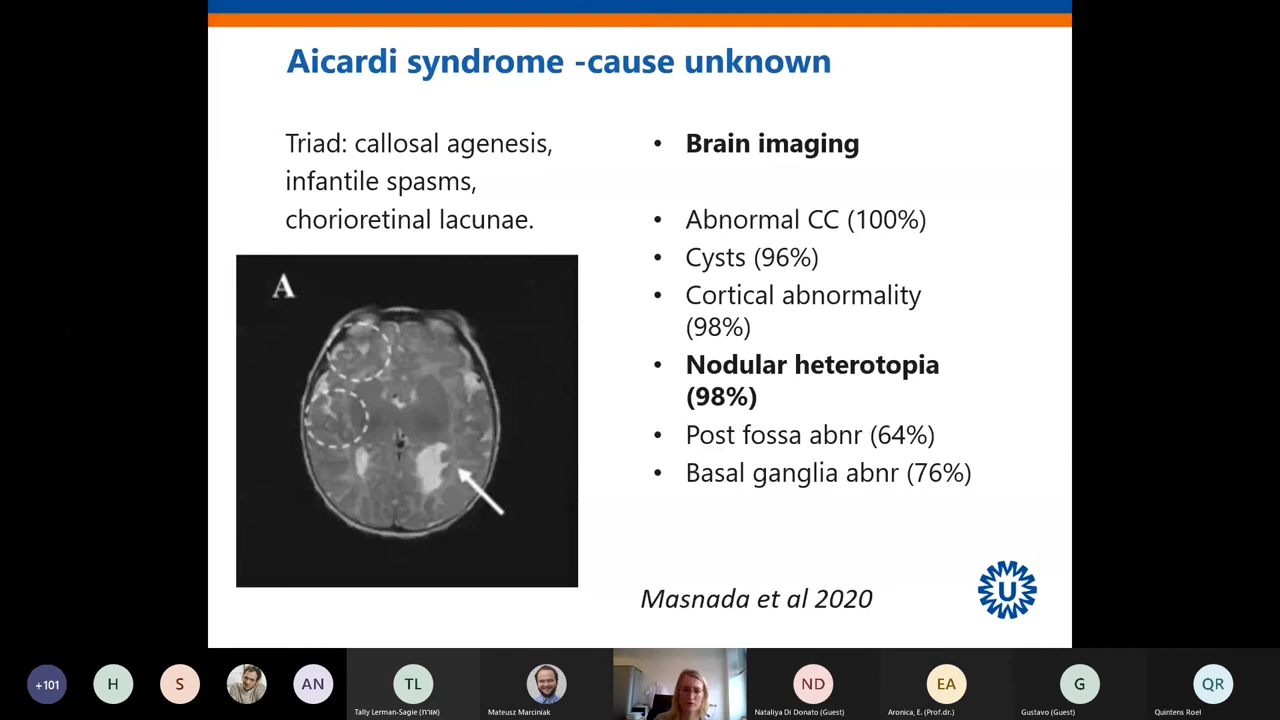 Aicardi syndrome -cause unknown
Triad: callosal agenesis,
infantile spasms,
chorioretinal lacunae.
A
• Brain imaging
• Abnormal CC (100%)
• Cysts (96%)
• Cortical abnormality
(98%)
• Nodular heterotopia
(98%)
• Post fossa abnr (64%)
• Basal ganglia abnr (76%)
Masnada et al 2020
U
+101
H
S
AN
TL
ND
EA
G
QR
Tally Lerman-Sagie (אורח)
Mateusz Marciniak
Nataliya Di Donato (Guest)
Aronica, E. (Prof.dr.)
Gustavo (Guest)
Quintens Roel